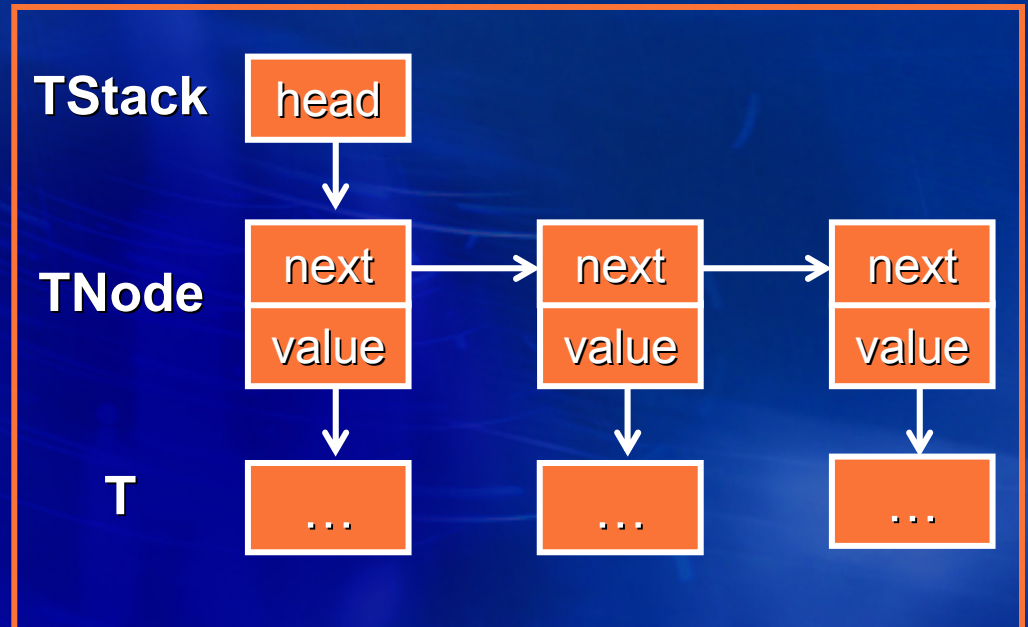 TStack head
TNode next next next
value value value
T … … …